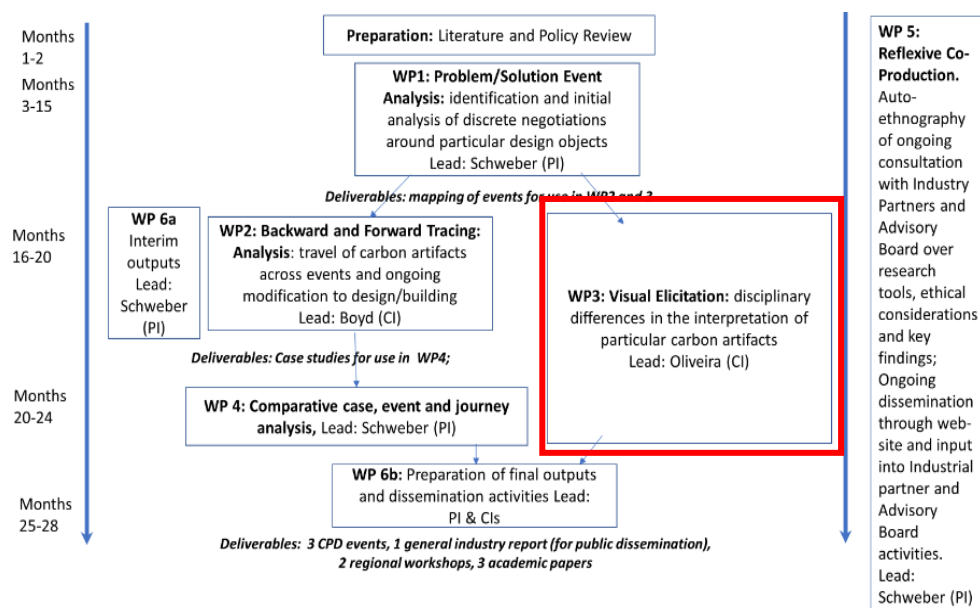 Months
1-2
Months
3-15
Preparation: Literature and Policy Review
WP1: Problem/Solution Event
Analysis: identification and initial
analysis of discrete negotiations
around particular design objects
Lead: Schweber (PI)
Deliverables: mapping of events for use in WP2 and 3
WP 6a
Interim
outputs
Lead:
Schweber
(PI)
Months
16-20
WP2: Backward and Forward Tracing:
Analysis: travel of carbon artifacts
across events and ongoing
modification to design/building
Lead: Boyd (CI)
WP3: Visual Elicitation: disciplinary
differences in the interpretation of
particular carbon artifacts
Lead: Oliveira (CI)
Deliverables: Case studies for use in WP4;
Months
20-24
WP 4: Comparative case, event and journey
analysis, Lead: Schweber (PI)
Months
25-28
WP 6b: Preparation of final outputs
and dissemination activities Lead:
PI & CIs
Deliverables: 3 CPD events, 1 general industry report (for public dissemination),
2 regional workshops, 3 academic papers
WP 5:
Reflexive Co-
Production.
Auto-
ethnography
of ongoing
consultation
with Industry
Partners and
Advisory
Board over
research
tools, ethical
considerations
and key
findings;
Ongoing
dissemination
through web-
site and input
into Industrial
partner and
Advisory
Board
activities.
Lead:
Schweber (PI)